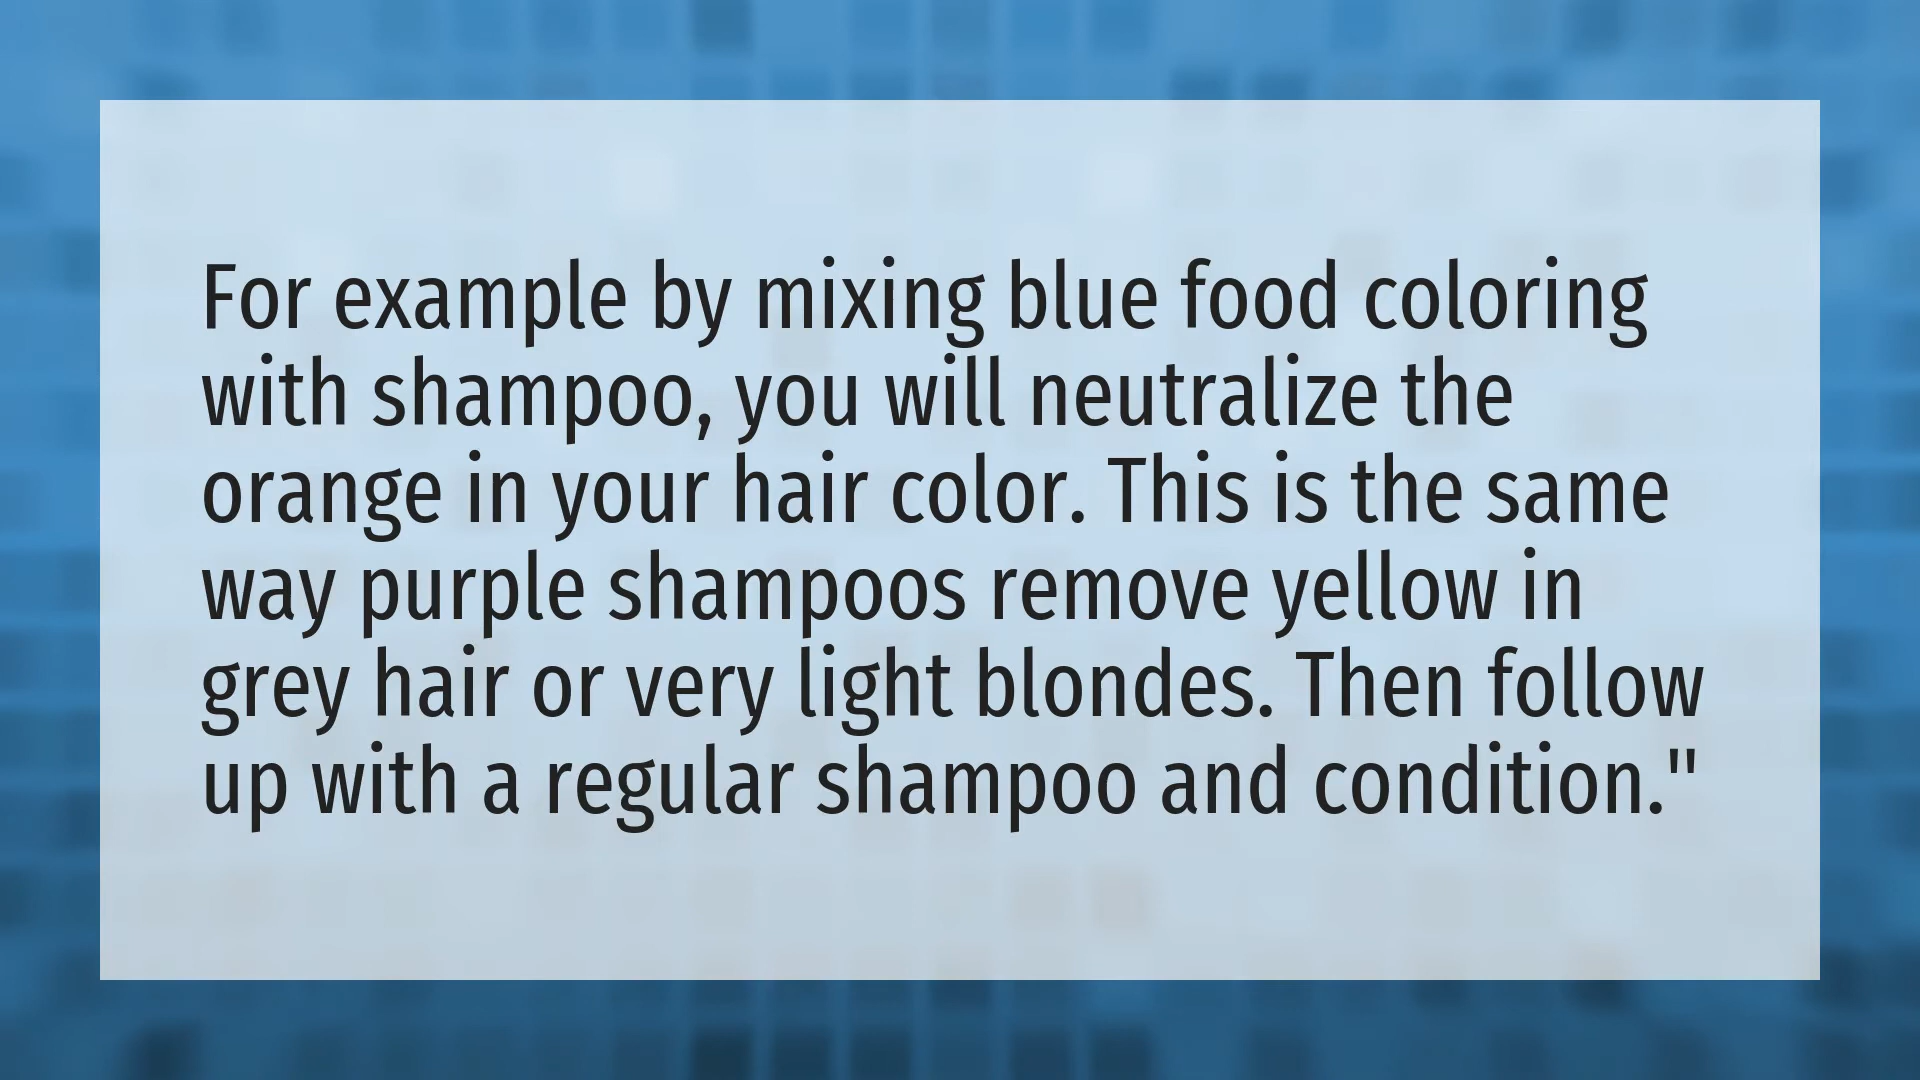 For example by mixing blue food coloring
with shampoo, you will neutralize the
orange in your hair color. This is the same
way purple shampoos remove yellow in
grey hair or very light blondes. Then follow
up with a regular shampoo and condition."